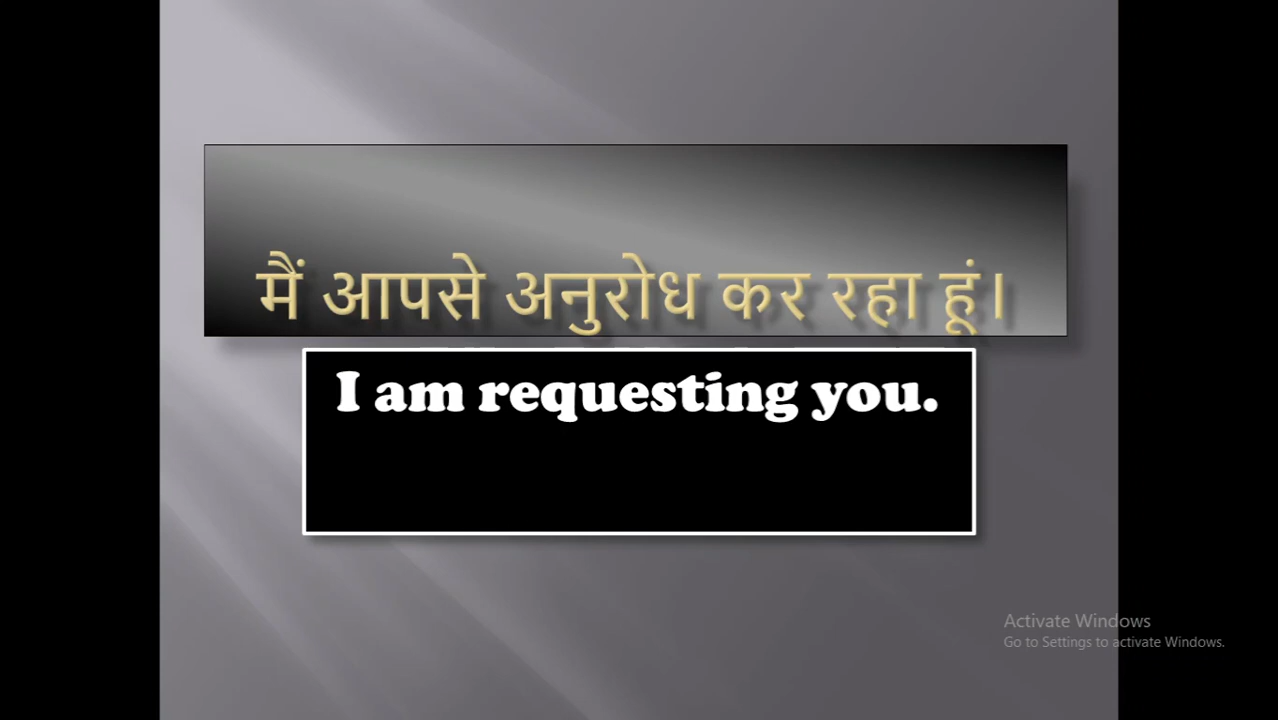 मैं आपसे अनुरोध कर रहा हूं।
I am requesting you.
Activate Windows
Go to Settings to activate Windows.